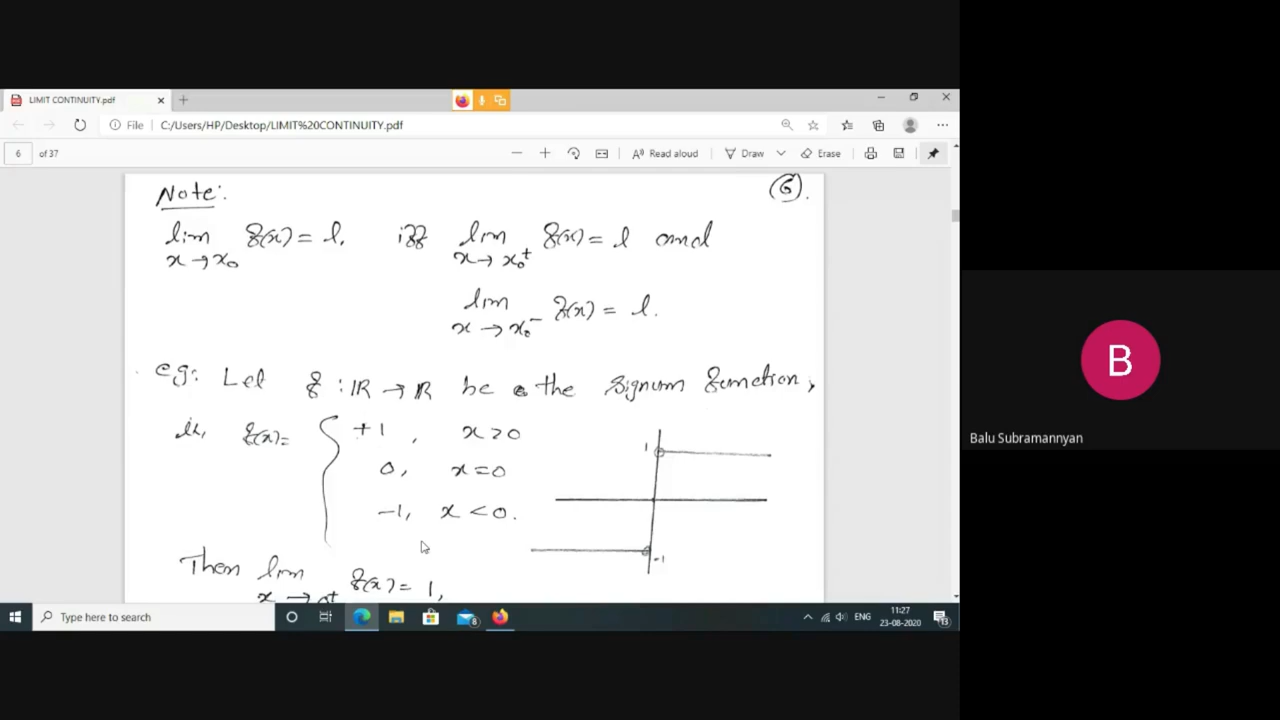 LIMIT CONTINUITY.pdf
File C:/Users/HP/Desktop/LIMIT%20CONTINUITY.pdf
6 of 37 Read aloud Draw Erase
Note: (6).
lim x→x₀ f(x) = l. iff lim x→x₀⁺ f(x) = l and
lim x→x₀⁻ f(x) = l.
eg: Let f : ℝ → ℝ be the signum function,
ie, f(x) = { +1, x>0
0, x=0
-1, x<0.
1
-1
Then lim x→0⁺ f(x) = 1,
B
Balu Subramannyan
Type here to search
8
ENG
11:27
23-08-2020
13